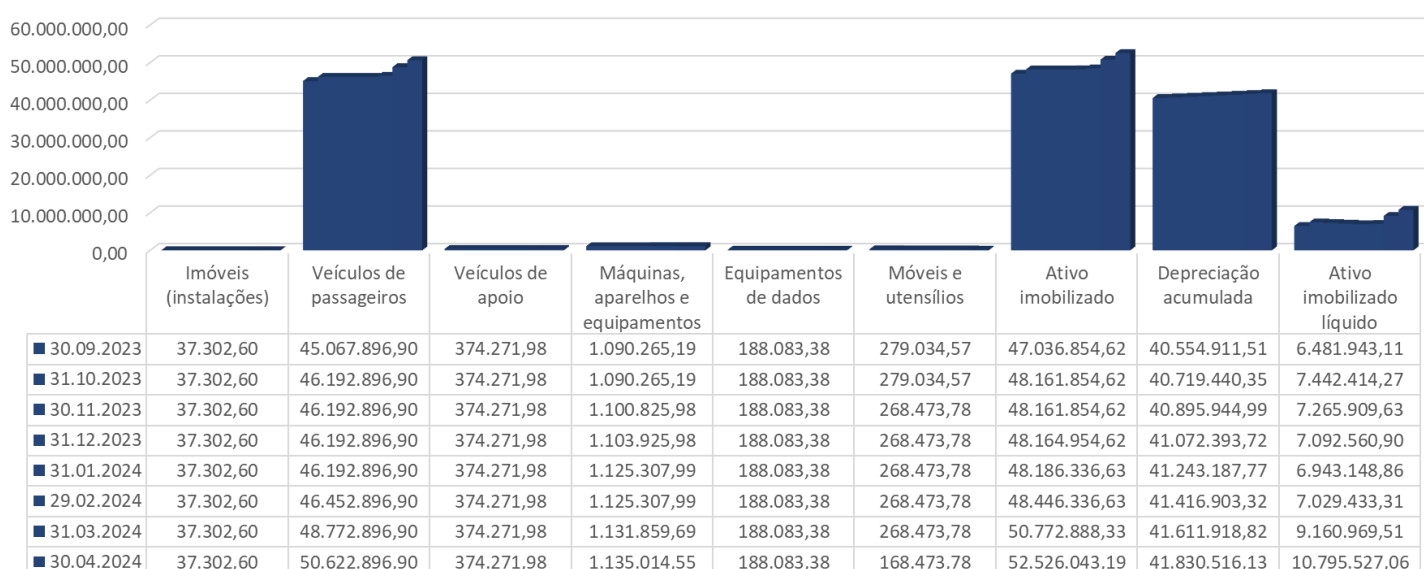 60.000.000,00
50.000.000,00
40.000.000,00
30.000.000,00
20.000.000,00
10.000.000,00
0,00
Imóveis (instalações) Veículos de passageiros Veículos de apoio Máquinas, aparelhos e equipamentos Equipamentos de dados Móveis e utensílios Ativo imobilizado Depreciação acumulada Ativo imobilizado líquido
30.09.2023 37.302,60 45.067.896,90 374.271,98 1.090.265,19 188.083,38 279.034,57 47.036.854,62 40.554.911,51 6.481.943,11
31.10.2023 37.302,60 46.192.896,90 374.271,98 1.090.265,19 188.083,38 279.034,57 48.161.854,62 40.719.440,35 7.442.414,27
30.11.2023 37.302,60 46.192.896,90 374.271,98 1.100.825,98 188.083,38 268.473,78 48.161.854,62 40.895.944,99 7.265.909,63
31.12.2023 37.302,60 46.192.896,90 374.271,98 1.103.925,98 188.083,38 268.473,78 48.164.954,62 41.072.393,72 7.092.560,90
31.01.2024 37.302,60 46.192.896,90 374.271,98 1.125.307,99 188.083,38 268.473,78 48.186.336,63 41.243.187,77 6.943.148,86
29.02.2024 37.302,60 46.452.896,90 374.271,98 1.125.307,99 188.083,38 268.473,78 48.446.336,63 41.416.903,32 7.029.433,31
31.03.2024 37.302,60 48.772.896,90 374.271,98 1.131.859,69 188.083,38 268.473,78 50.772.888,33 41.611.918,82 9.160.969,51
30.04.2024 37.302,60 50.622.896,90 374.271,98 1.135.014,55 188.083,38 168.473,78 52.526.043,19 41.830.516,13 10.795.527,06